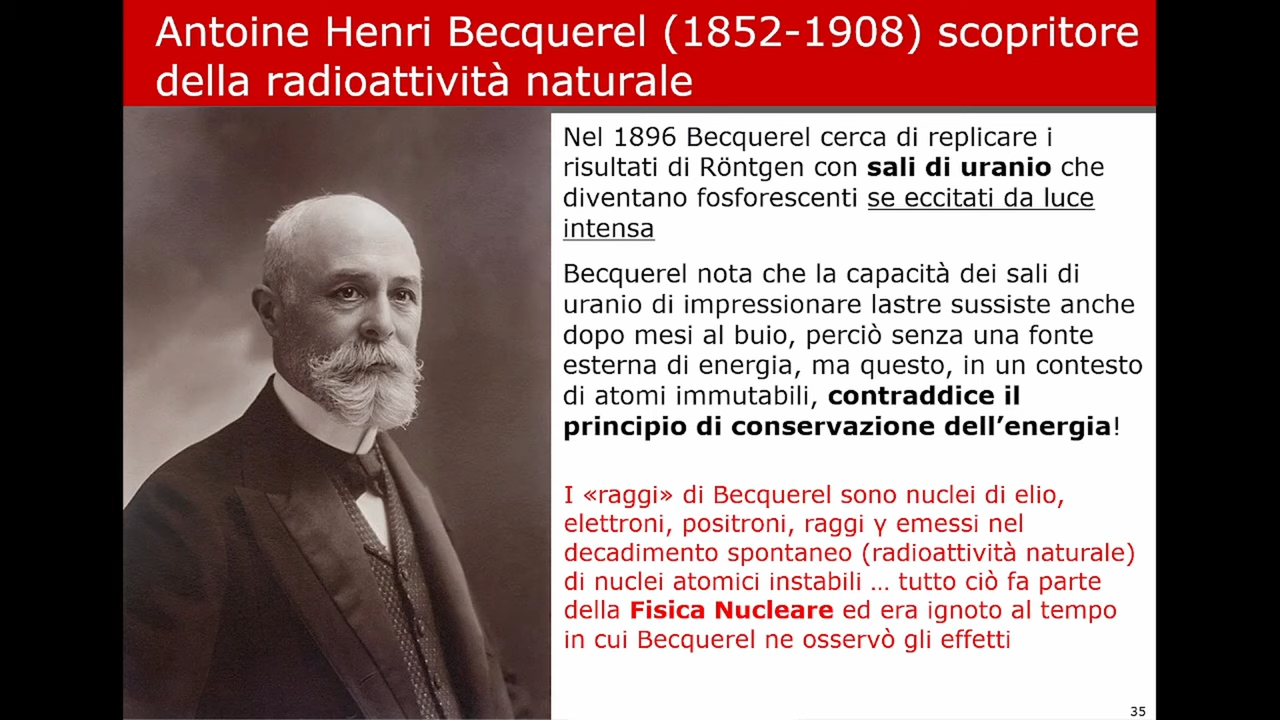 Antoine Henri Becquerel (1852-1908) scopritore
della radioattività naturale
Nel 1896 Becquerel cerca di replicare i
risultati di Röntgen con sali di uranio che
diventano fosforescenti se eccitati da luce
intensa
Becquerel nota che la capacità dei sali di
uranio di impressionare lastre sussiste anche
dopo mesi al buio, perciò senza una fonte
esterna di energia, ma questo, in un contesto
di atomi immutabili, contraddice il
principio di conservazione dell’energia!
I «raggi» di Becquerel sono nuclei di elio,
elettroni, positroni, raggi γ emessi nel
decadimento spontaneo (radioattività naturale)
di nuclei atomici instabili … tutto ciò fa parte
della Fisica Nucleare ed era ignoto al tempo
in cui Becquerel ne osservò gli effetti
35